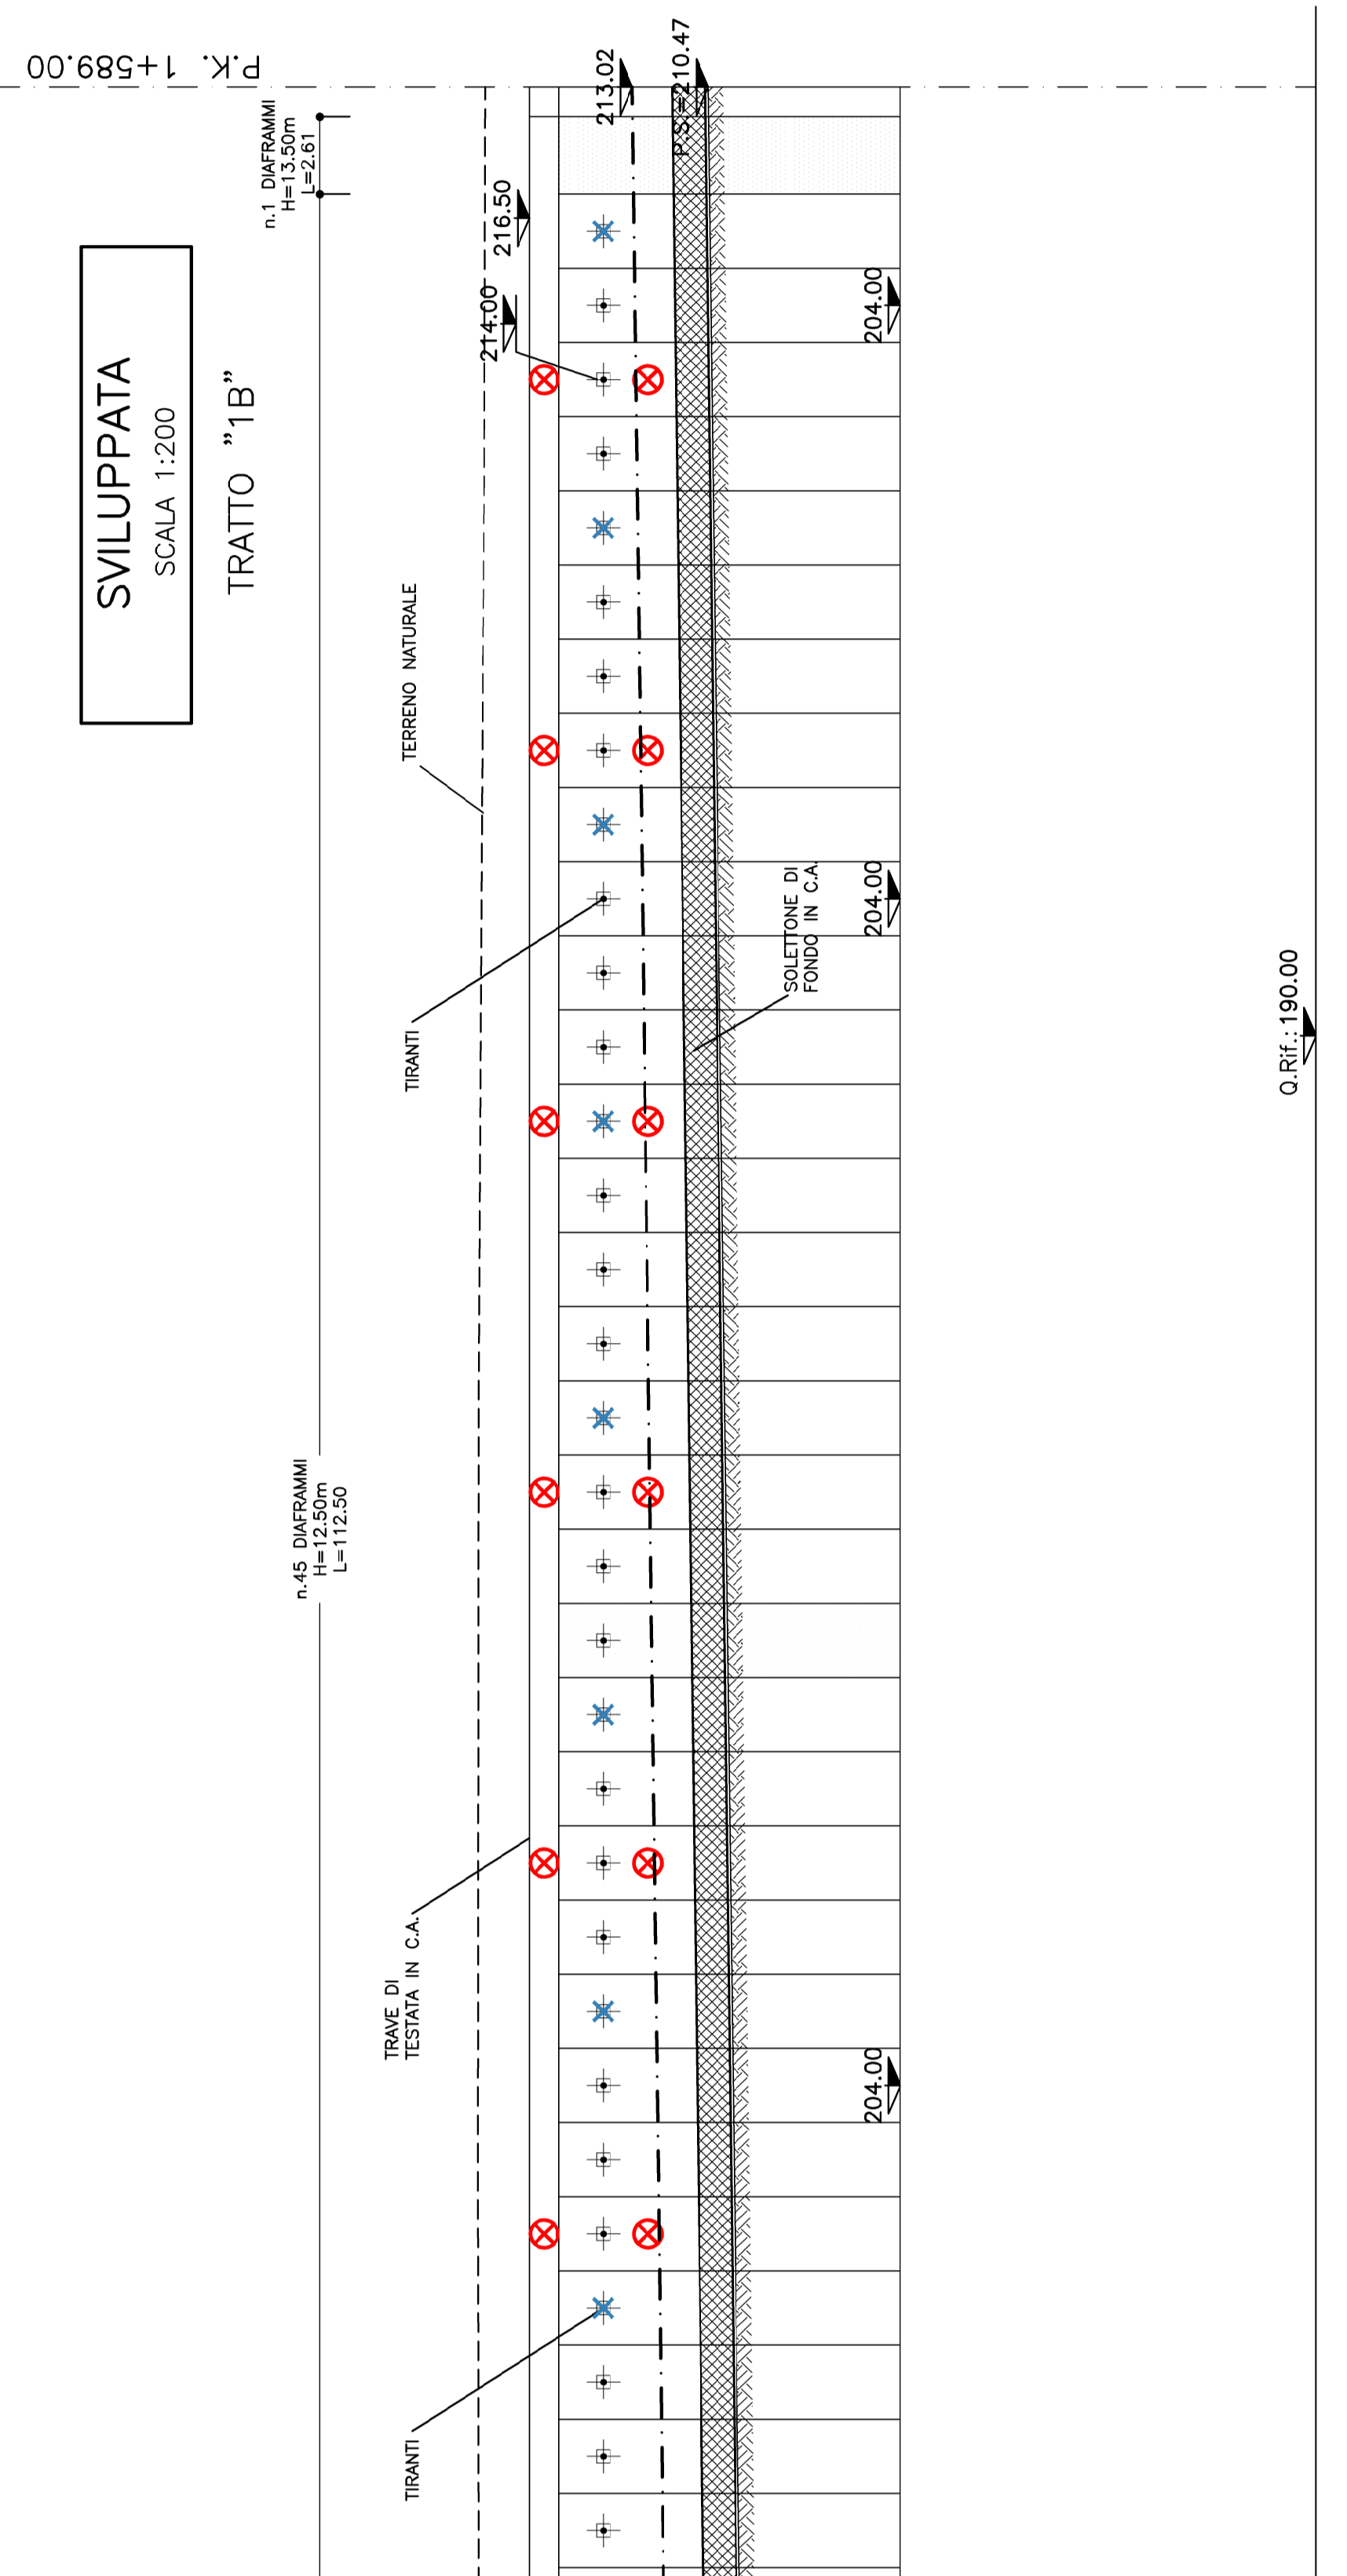 P.K. 1+589.00
n.1 DIAFRAMMI
H=13.50m
L=2.61
213.02
P.S.=210.47
216.50
214.00
204.00
SVILUPPATA
SCALA 1:200
TRATTO "1B"
TERRENO NATURALE
204.00
SOLETTONE DI
FONDO IN C.A.
TIRANTI
Q.Rif.: 190.00
n.45 DIAFRAMMI
H=12.50m
L=112.50
TRAVE DI
TESTATA IN C.A.
204.00
TIRANTI